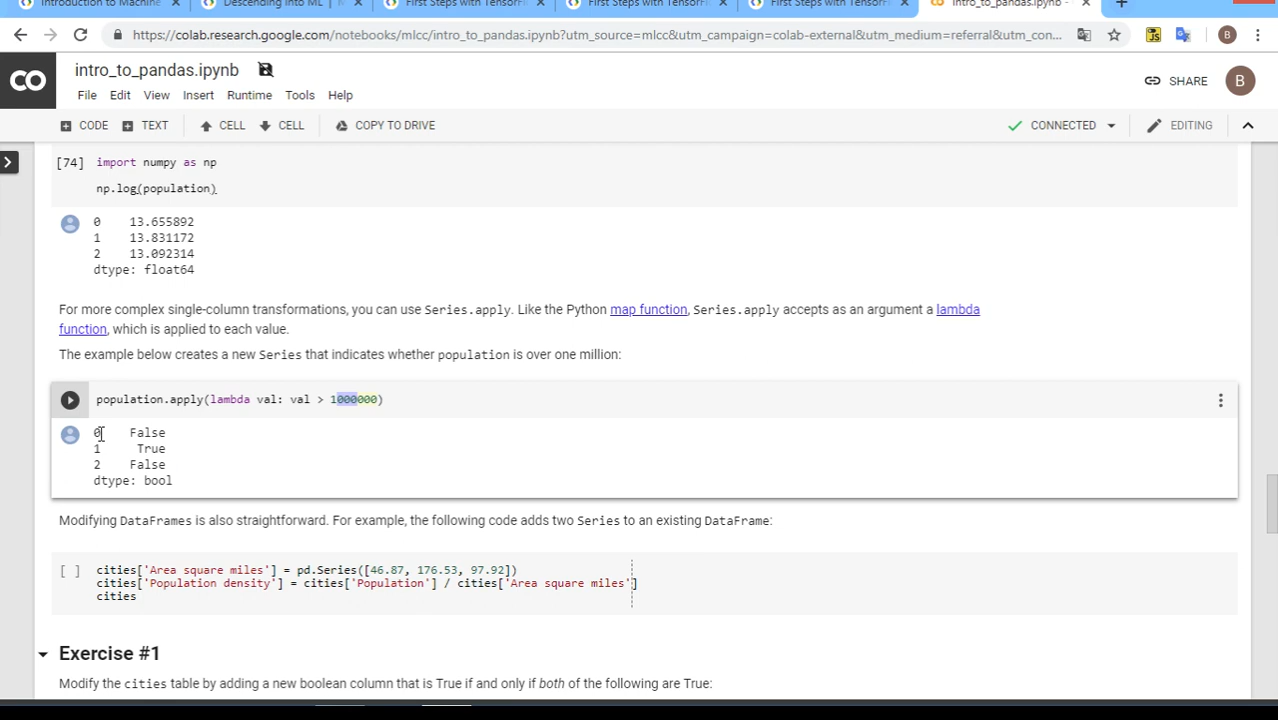 Introduction to Machine
Descending into ML | M
First Steps with TensorFl
First Steps with TensorFl
First Steps with TensorFl
intro_to_pandas.ipynb -
https://colab.research.google.com/notebooks/mlcc/intro_to_pandas.ipynb?utm_source=mlcc&utm_campaign=colab-external&utm_medium=referral&utm_con...
JS
B
CO
intro_to_pandas.ipynb
SHARE
B
File Edit View Insert Runtime Tools Help
CODE TEXT CELL CELL COPY TO DRIVE CONNECTED EDITING
[74] import numpy as np
np.log(population)
0 13.655892
1 13.831172
2 13.092314
dtype: float64
For more complex single-column transformations, you can use Series.apply. Like the Python map function, Series.apply accepts as an argument a lambda
function, which is applied to each value.
The example below creates a new Series that indicates whether population is over one million:
population.apply(lambda val: val > 1000000)
0 False
1 True
2 False
dtype: bool
Modifying DataFrames is also straightforward. For example, the following code adds two Series to an existing DataFrame:
[ ] cities['Area square miles'] = pd.Series([46.87, 176.53, 97.92])
cities['Population density'] = cities['Population'] / cities['Area square miles']
cities
Exercise #1
Modify the cities table by adding a new boolean column that is True if and only if both of the following are True: